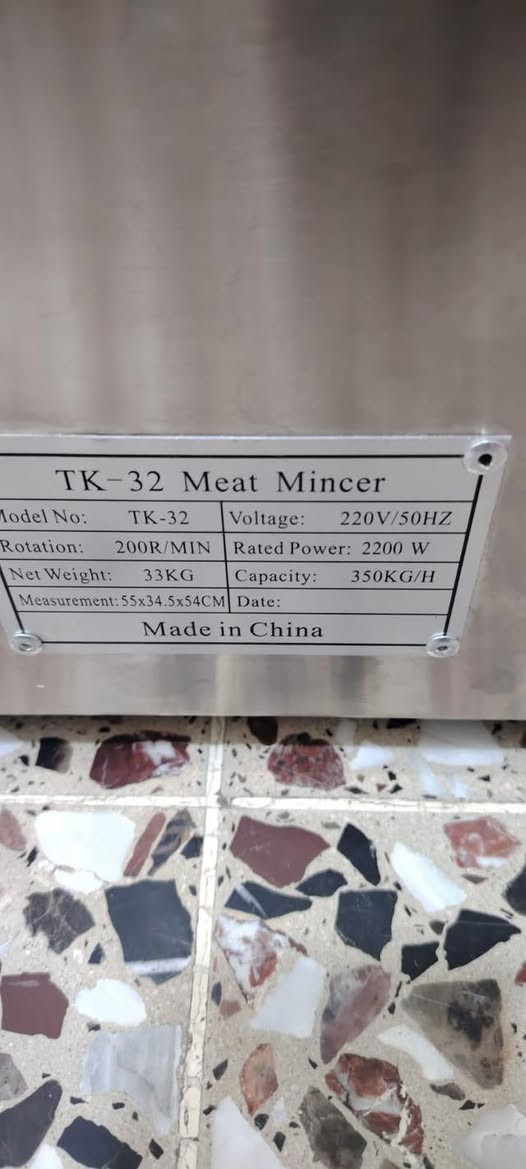 TK-32 Meat Mincer
Model No: TK-32 Voltage: 220V/50HZ
Rotation: 200R/MIN Rated Power: 2200 W
Net Weight: 33KG Capacity: 350KG/H
Measurement:55x34.5x54CM Date:
Made in China